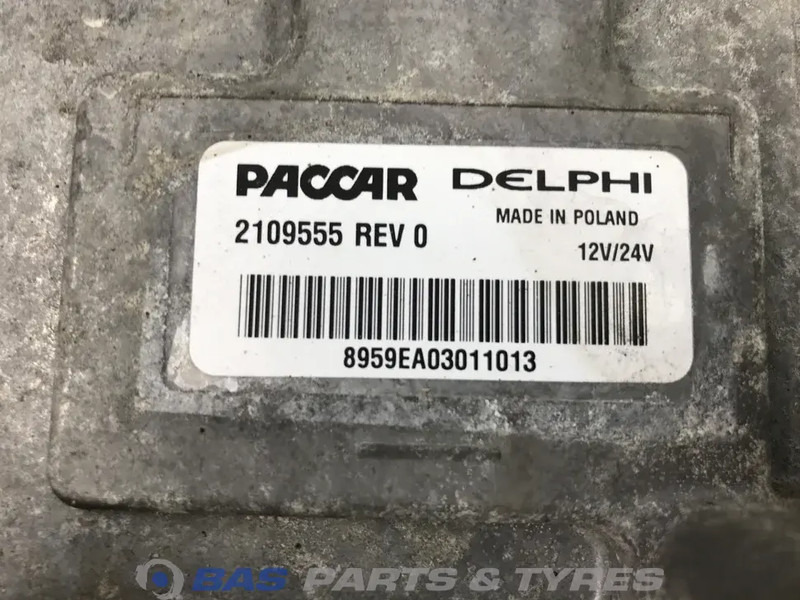 PACCAR DELPHI
MADE IN POLAND
2109555 REV 0
12V/24V
8959EA03011013
BAS PARTS & TYRES